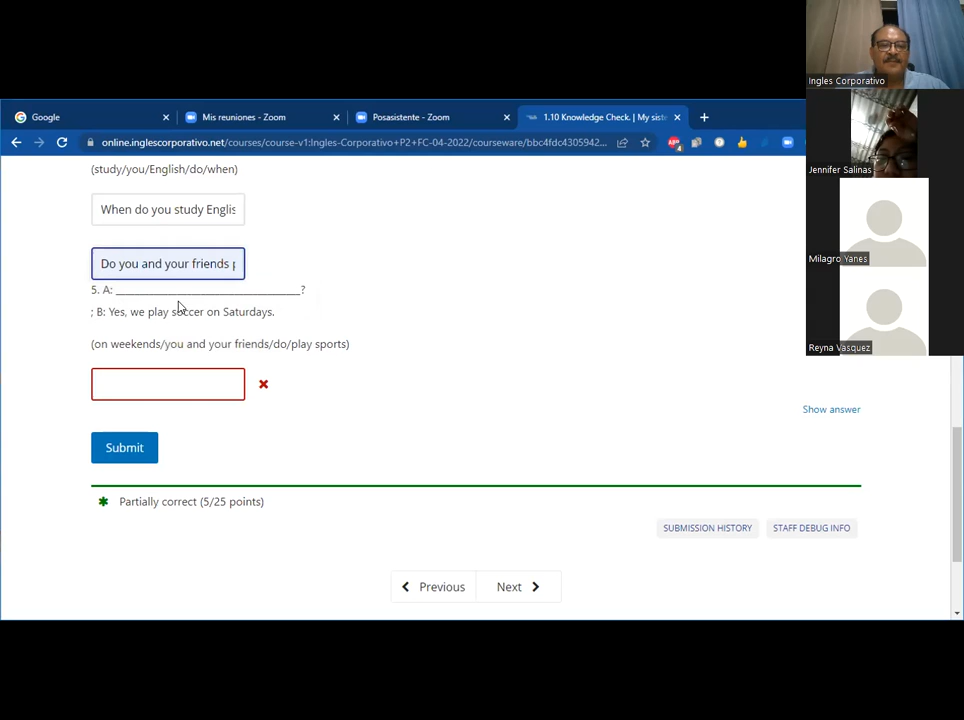 Google
Mis reuniones - Zoom
Posasistente - Zoom
1.10 Knowledge Check. | My sist
online.inglescorporativo.net/courses/course-v1:Ingles-Corporativo+P2+FC-04-2022/courseware/bbc4fdc4305942...
(study/you/English/do/when)
When do you study Englis
Do you and your friends p
5. A: ______________________________?
; B: Yes, we play soccer on Saturdays.
(on weekends/you and your friends/do/play sports)
Show answer
Submit
Partially correct (5/25 points)
SUBMISSION HISTORY
STAFF DEBUG INFO
Previous
Next
Ingles Corporativo
Jennifer Salinas
Milagro Yanes
Reyna Vasquez